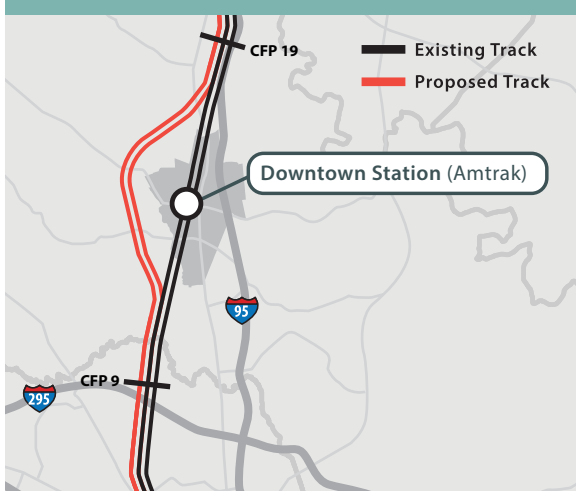 CFP 19
Existing Track
Proposed Track
Downtown Station (Amtrak)
95
CFP 9
295